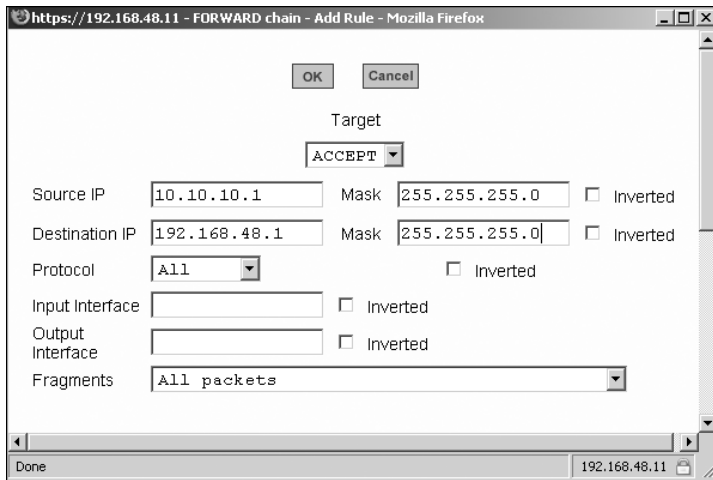 https://192.168.48.11 - FORWARD chain - Add Rule - Mozilla Firefox
OK Cancel
Target
ACCEPT
Source IP 10.10.10.1 Mask 255.255.255.0 Inverted
Destination IP 192.168.48.1 Mask 255.255.255.0 Inverted
Protocol All Inverted
Input Interface Inverted
Output
Interface Inverted
Fragments All packets
Done 192.168.48.11